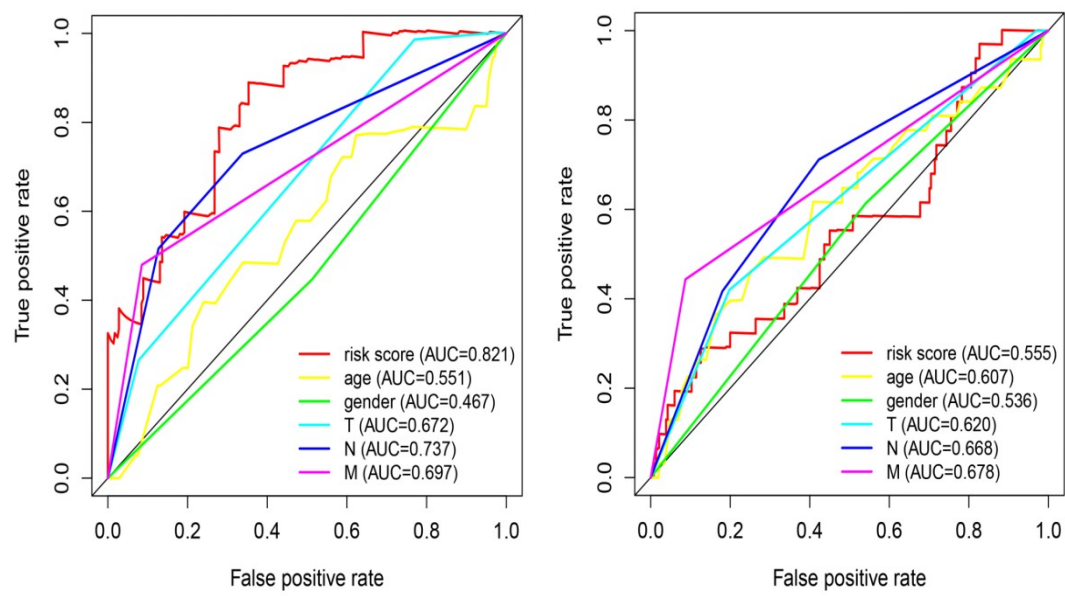 1.0
0.8
0.6
0.4
0.2
0.0
True positive rate
risk score (AUC=0.821)
age (AUC=0.551)
gender (AUC=0.467)
T (AUC=0.672)
N (AUC=0.737)
M (AUC=0.697)
0.0 0.2 0.4 0.6 0.8 1.0
False positive rate
1.0
0.8
0.6
0.4
0.2
0.0
True positive rate
risk score (AUC=0.555)
age (AUC=0.607)
gender (AUC=0.536)
T (AUC=0.620)
N (AUC=0.668)
M (AUC=0.678)
0.0 0.2 0.4 0.6 0.8 1.0
False positive rate